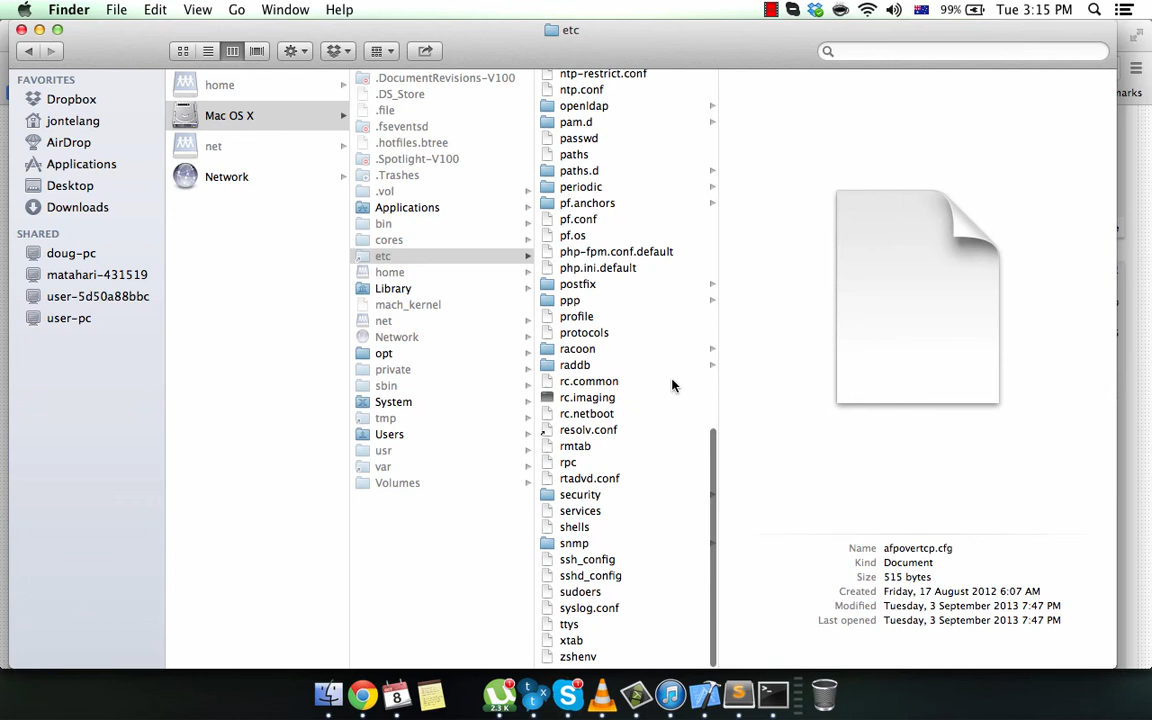 Finder File Edit View Go Window Help 99% Tue 3:15 PM
etc
marks
FAVORITES
Dropbox
jontelang
AirDrop
Applications
Desktop
Downloads
SHARED
doug-pc
matahari-431519
user-5d50a88bbc
user-pc
home
Mac OS X
net
Network
.DocumentRevisions-V100
.DS_Store
.file
.fseventsd
.hotfiles.btree
.Spotlight-V100
.Trashes
.vol
Applications
bin
cores
etc
home
Library
mach_kernel
net
Network
opt
private
sbin
System
tmp
Users
usr
var
Volumes
ntp-restrict.conf
ntp.conf
openldap
pam.d
passwd
paths
paths.d
periodic
pf.anchors
pf.conf
pf.os
php-fpm.conf.default
php.ini.default
postfix
ppp
profile
protocols
racoon
raddb
rc.common
rc.imaging
rc.netboot
resolv.conf
rmtab
rpc
rtadvd.conf
security
services
shells
snmp
ssh_config
sshd_config
sudoers
syslog.conf
ttys
xtab
zshenv
Name afpovertcp.cfg
Kind Document
Size 515 bytes
Created Friday, 17 August 2012 6:07 AM
Modified Tuesday, 3 September 2013 7:47 PM
Last opened Tuesday, 3 September 2013 7:47 PM
8
2.3 K
1
1